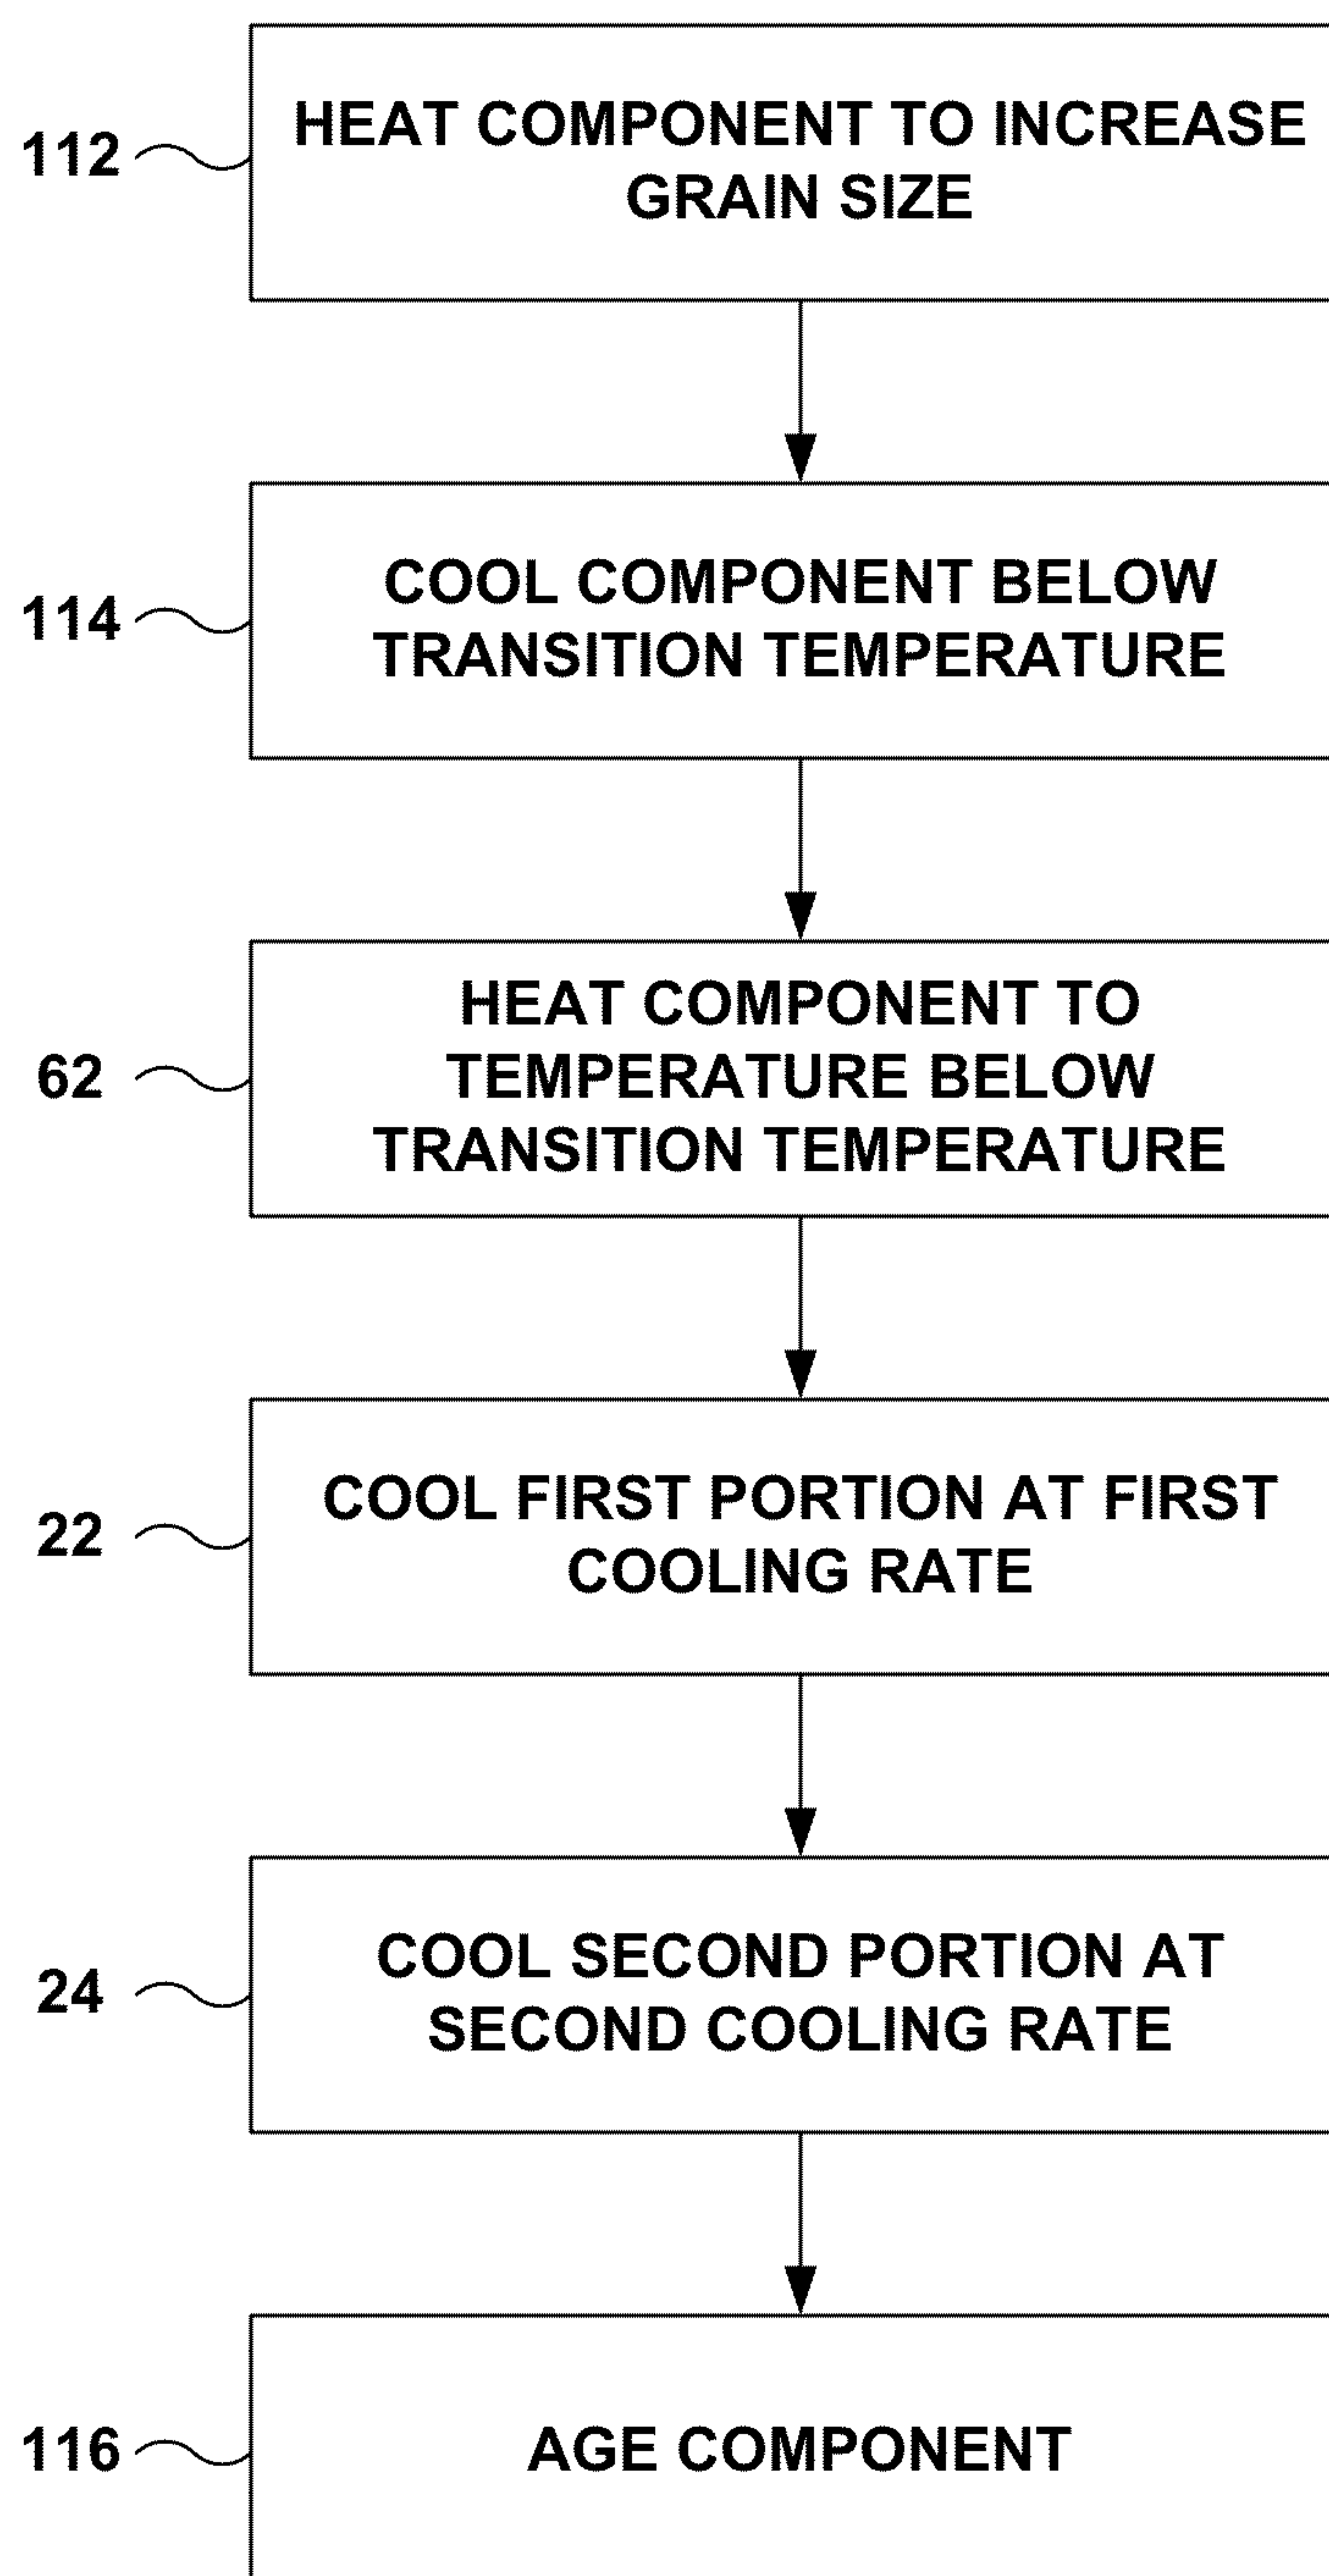 112
HEAT COMPONENT TO INCREASE
GRAIN SIZE
114
COOL COMPONENT BELOW
TRANSITION TEMPERATURE
62
HEAT COMPONENT TO
TEMPERATURE BELOW
TRANSITION TEMPERATURE
22
COOL FIRST PORTION AT FIRST
COOLING RATE
24
COOL SECOND PORTION AT
SECOND COOLING RATE
116
AGE COMPONENT